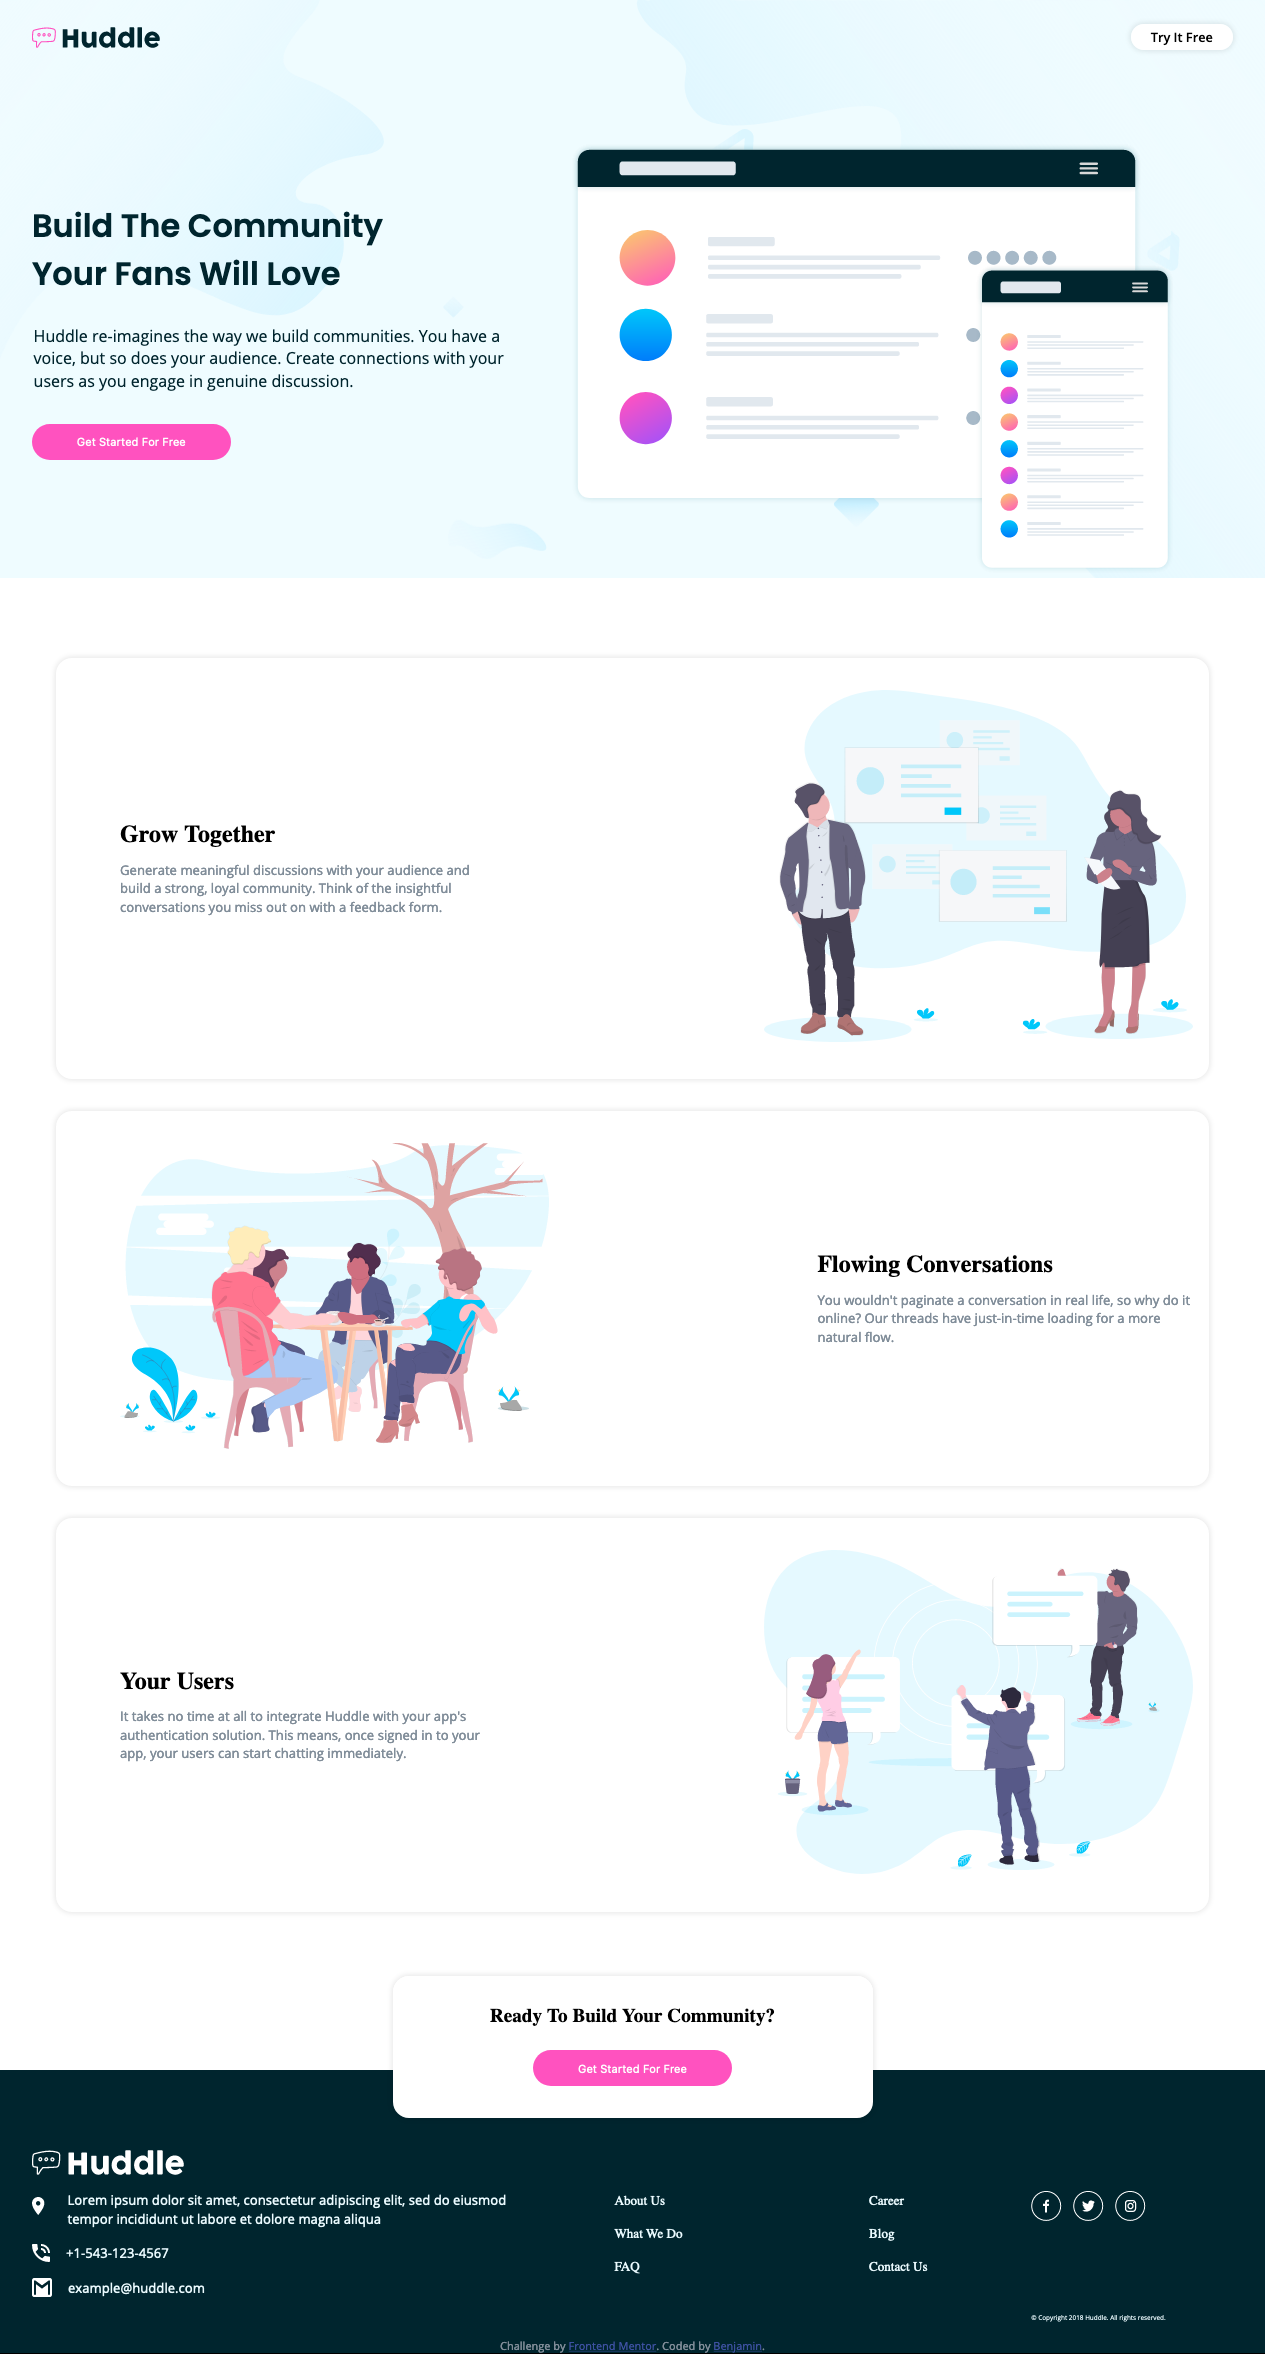 Huddle
Try It Free
Build The Community
Your Fans Will Love
Huddle re-imagines the way we build communities. You have a
voice, but so does your audience. Create connections with your
users as you engage in genuine discussion.
Get Started For Free
Grow Together
Generate meaningful discussions with your audience and
build a strong, loyal community. Think of the insightful
conversations you miss out on with a feedback form.
Flowing Conversations
You wouldn't paginate a conversation in real life, so why do it
online? Our threads have just-in-time loading for a more
natural flow.
Your Users
It takes no time at all to integrate Huddle with your app's
authentication solution. This means, once signed in to your
app, your users can start chatting immediately.
Ready To Build Your Community?
Get Started For Free
Huddle
Lorem ipsum dolor sit amet, consectetur adipiscing elit, sed do eiusmod
tempor incididunt ut labore et dolore magna aliqua
+1-543-123-4567
example@huddle.com
About Us
What We Do
FAQ
Career
Blog
Contact Us
© Copyright 2018 Huddle. All rights reserved.
Challenge by Frontend Mentor. Coded by Benjamin.